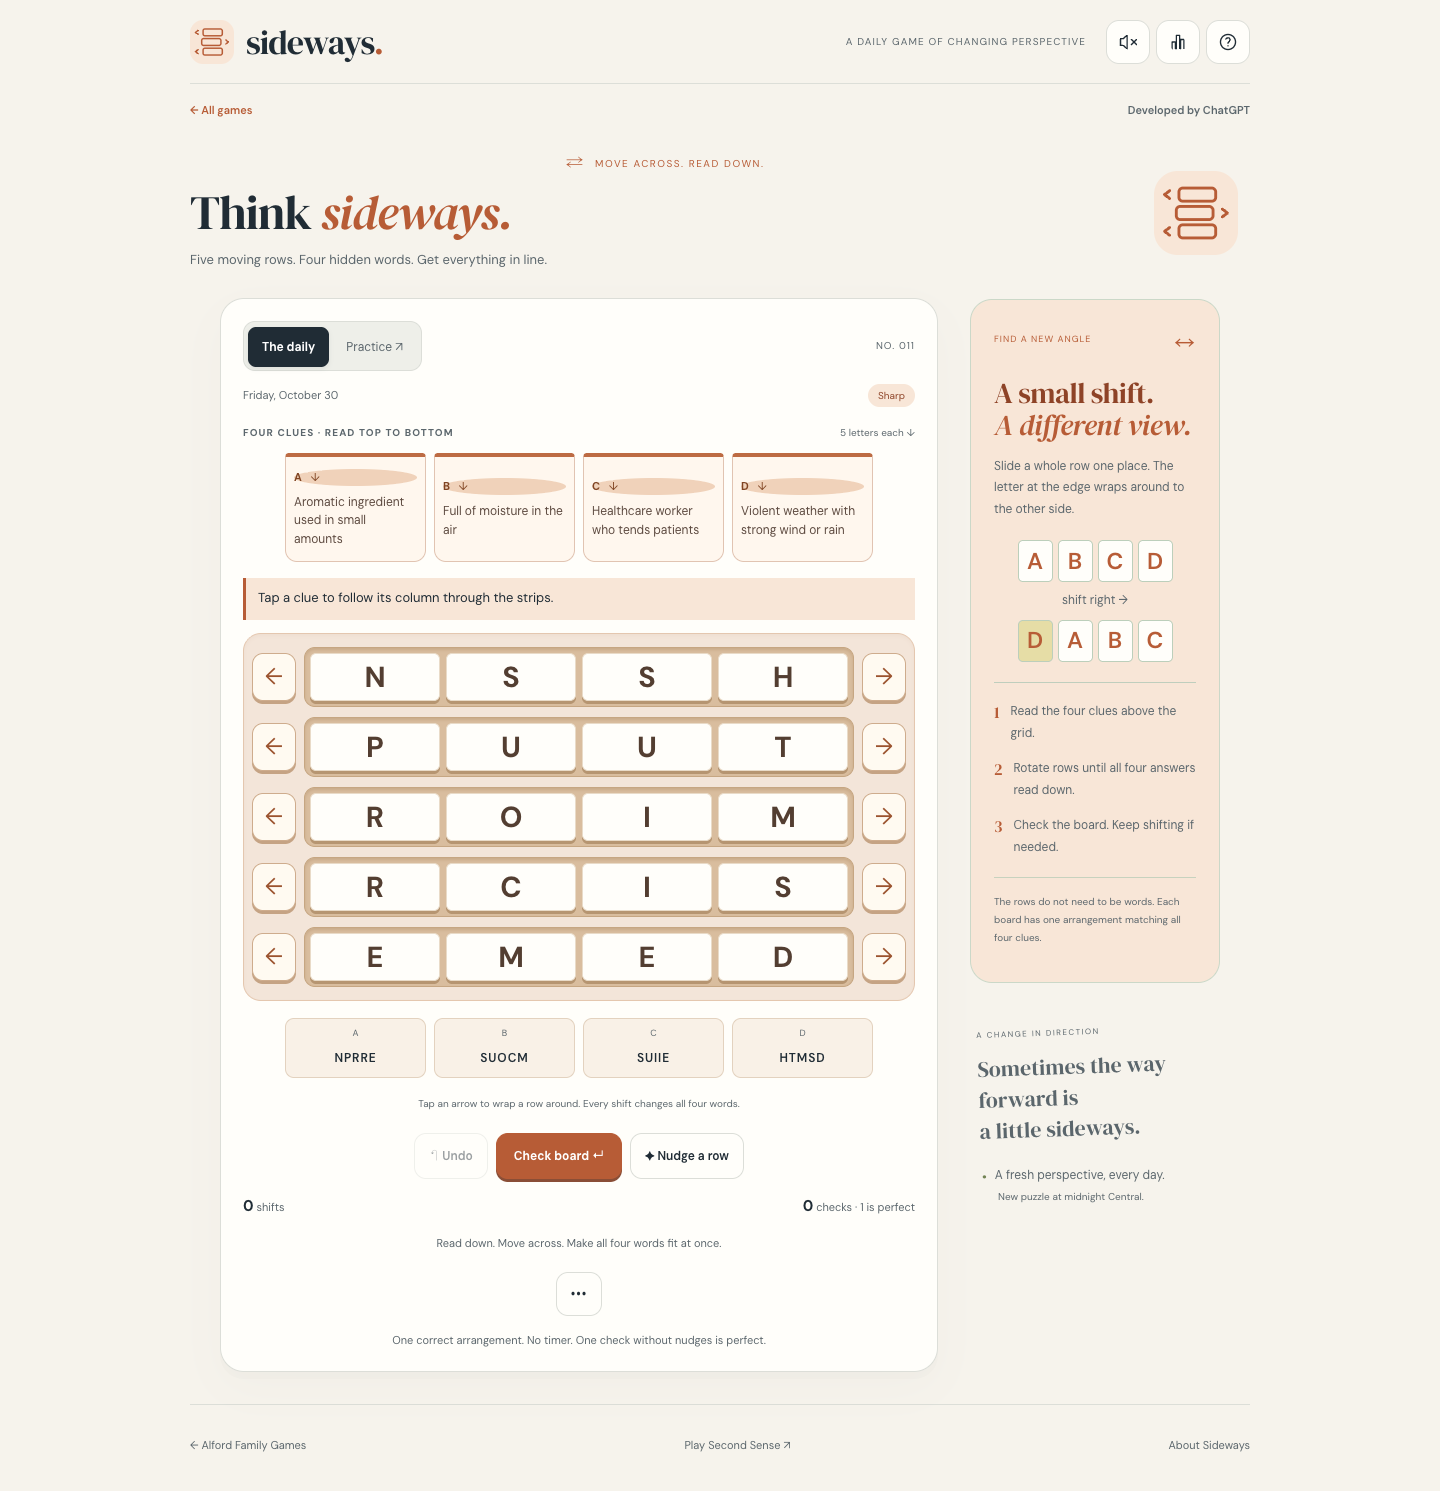 sideways.
A DAILY GAME OF CHANGING PERSPECTIVE
← All games
Developed by ChatGPT
MOVE ACROSS. READ DOWN.
Think sideways.
Five moving rows. Four hidden words. Get everything in line.
The daily
Practice ↗
NO. 011
Friday, October 30
Sharp
FOUR CLUES · READ TOP TO BOTTOM
5 letters each ↓
A ↓
Aromatic ingredient
used in small
amounts
B ↓
Full of moisture in the
air
C ↓
Healthcare worker
who tends patients
D ↓
Violent weather with
strong wind or rain
Tap a clue to follow its column through the strips.
← N S S H →
← P U U T →
← R O I M →
← R C I S →
← E M E D →
A
NPRRE
B
SUOCM
C
SUIIE
D
HTMSD
Tap an arrow to wrap a row around. Every shift changes all four words.
Undo
Check board ↵
✦ Nudge a row
0 shifts
0 checks · 1 is perfect
Read down. Move across. Make all four words fit at once.
•••
One correct arrangement. No timer. One check without nudges is perfect.
FIND A NEW ANGLE
A small shift.
A different view.
Slide a whole row one place. The
letter at the edge wraps around to
the other side.
A B C D
shift right →
D A B C
1 Read the four clues above the
grid.
2 Rotate rows until all four answers
read down.
3 Check the board. Keep shifting if
needed.
The rows do not need to be words. Each
board has one arrangement matching all
four clues.
A CHANGE IN DIRECTION
Sometimes the way
forward is
a little sideways.
• A fresh perspective, every day.
New puzzle at midnight Central.
← Alford Family Games
Play Second Sense ↗
About Sideways